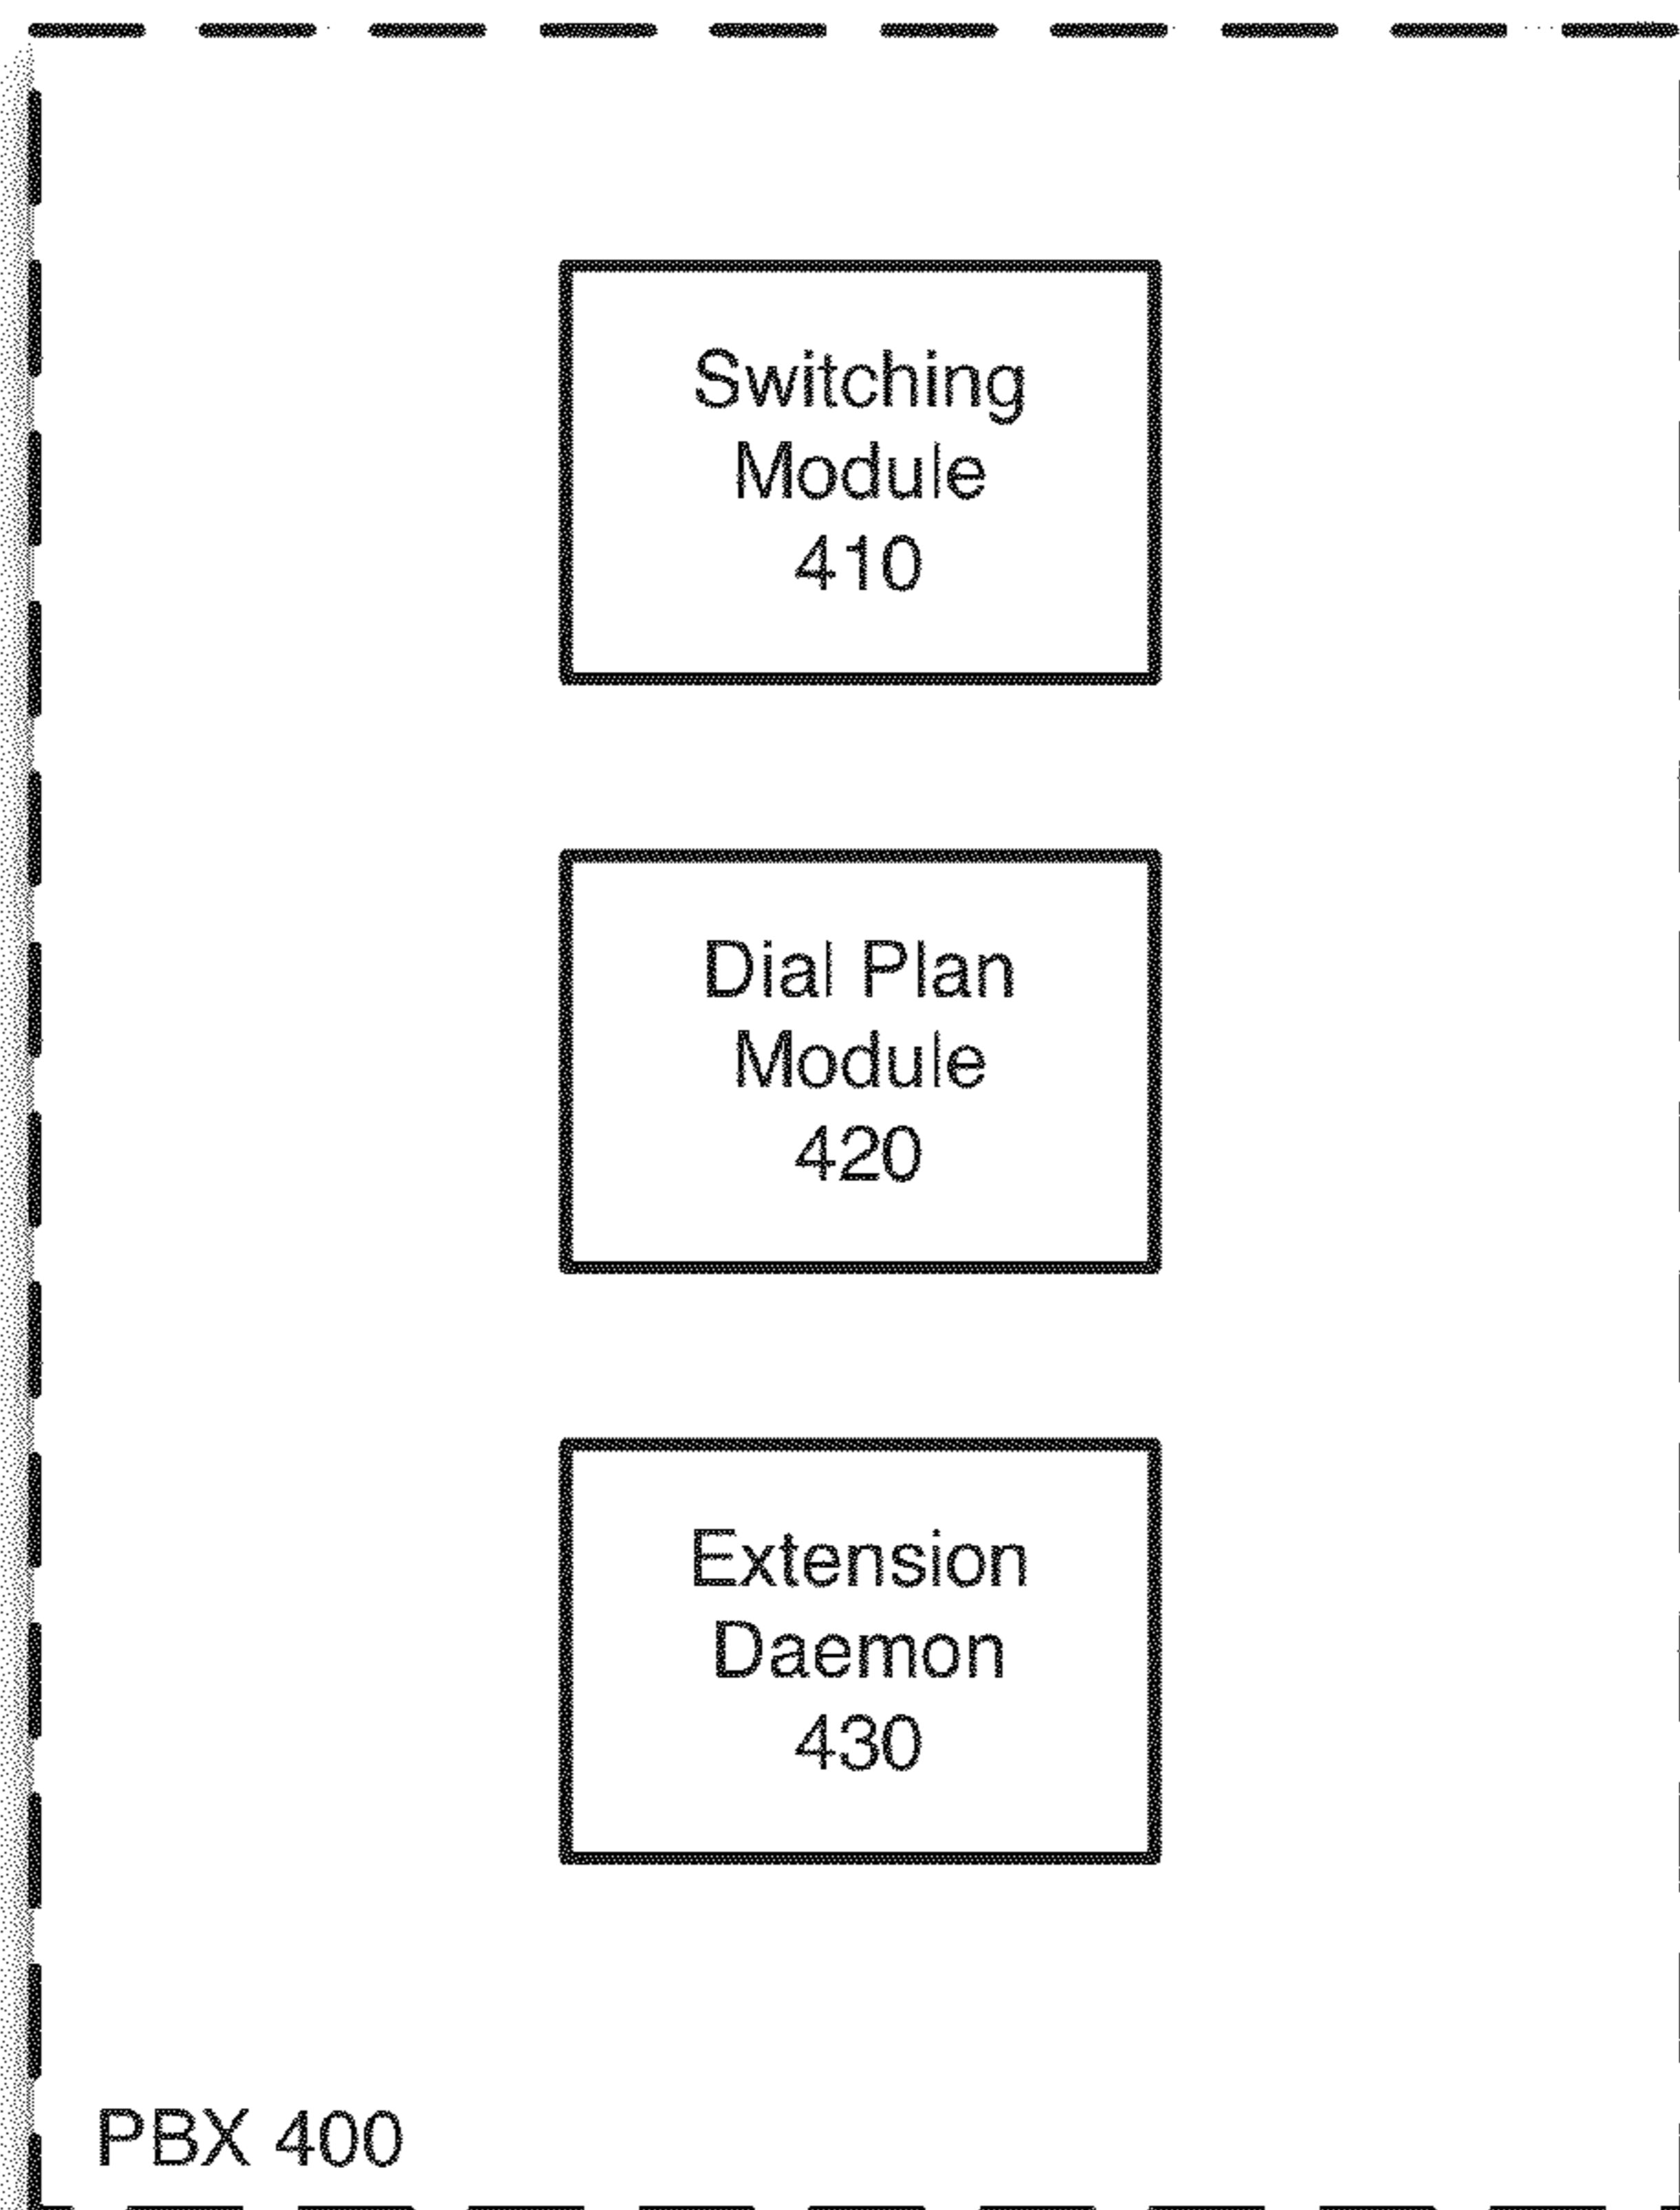 Switching
Module
410
Dial Plan
Module
420
Extension
Daemon
430
PBX 400